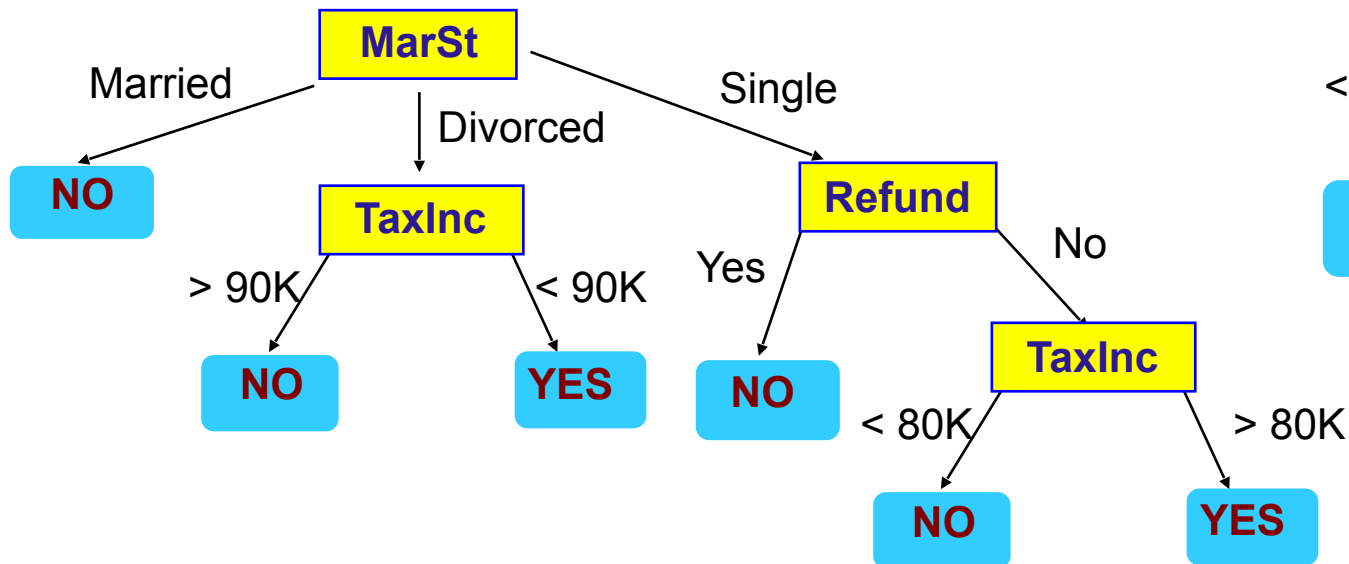 MarSt
Married
Single
<
Divorced
NO
TaxInc
Refund
> 90K
< 90K
Yes
No
NO
YES
NO
TaxInc
< 80K
> 80K
NO
YES